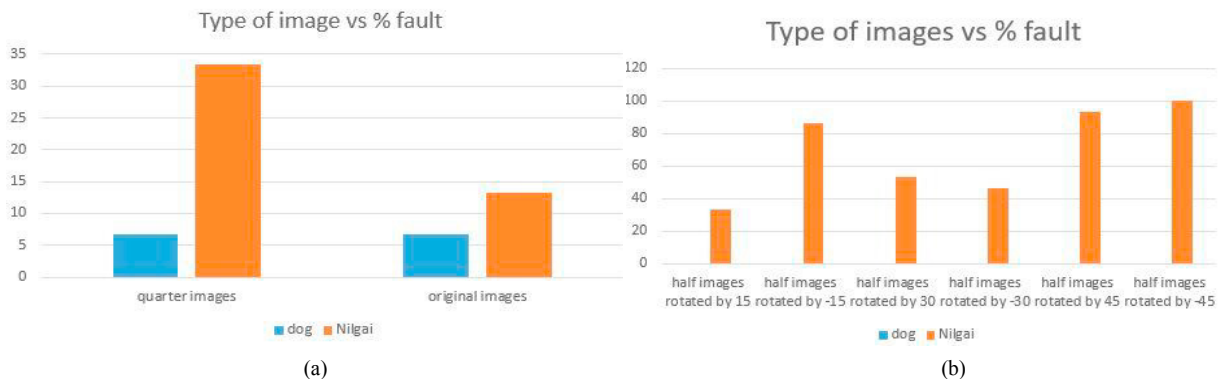 Type of image vs % fault
35
30
25
20
15
10
5
0
quarter images
original images
dog
Nilgai
(a)
Type of images vs % fault
120
100
80
60
40
20
0
half images
rotated by 15
half images
rotated by -15
half images
rotated by 30
half images
rotated by -30
half images
rotated by 45
half images
rotated by -45
dog
Nilgai
(b)